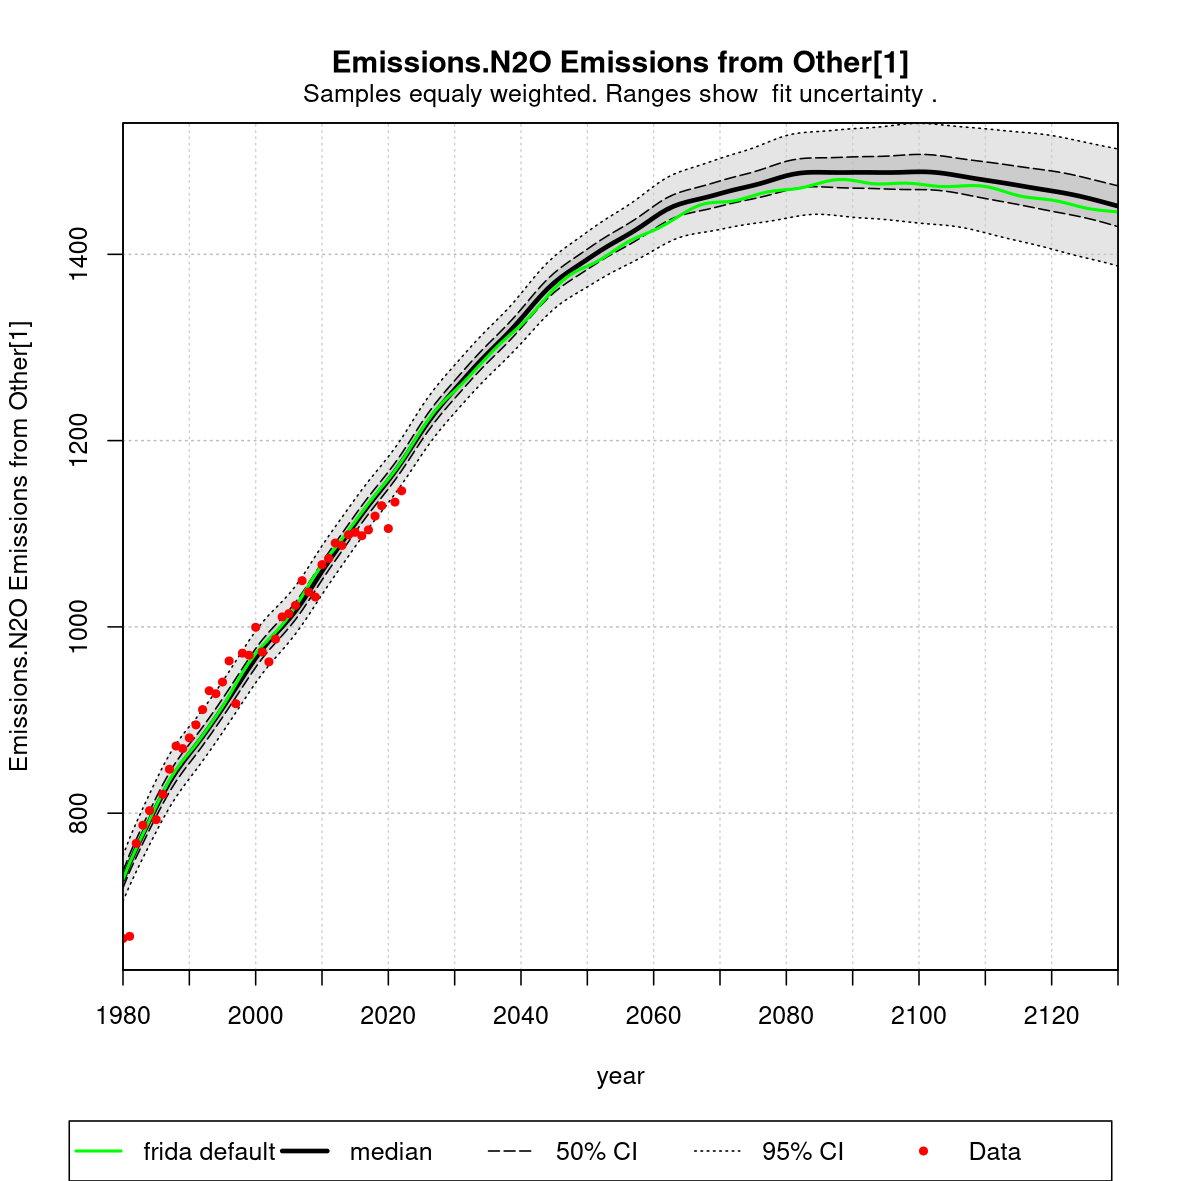 Emissions.N2O Emissions from Other[1]
Samples equaly weighted. Ranges show  fit uncertainty .
Emissions.N2O Emissions from Other[1]
1400
1200
1000
800
1980 2000 2020 2040 2060 2080 2100 2120
year
frida default median 50% CI 95% CI Data